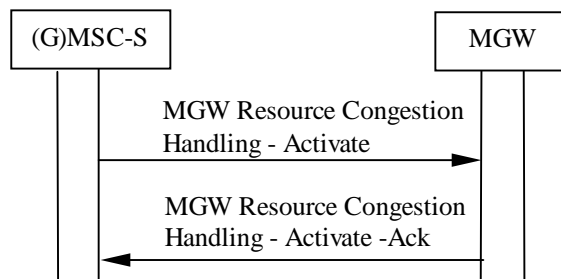 (G)MSC-S
MGW
MGW Resource Congestion
Handling - Activate
MGW Resource Congestion
Handling - Activate -Ack